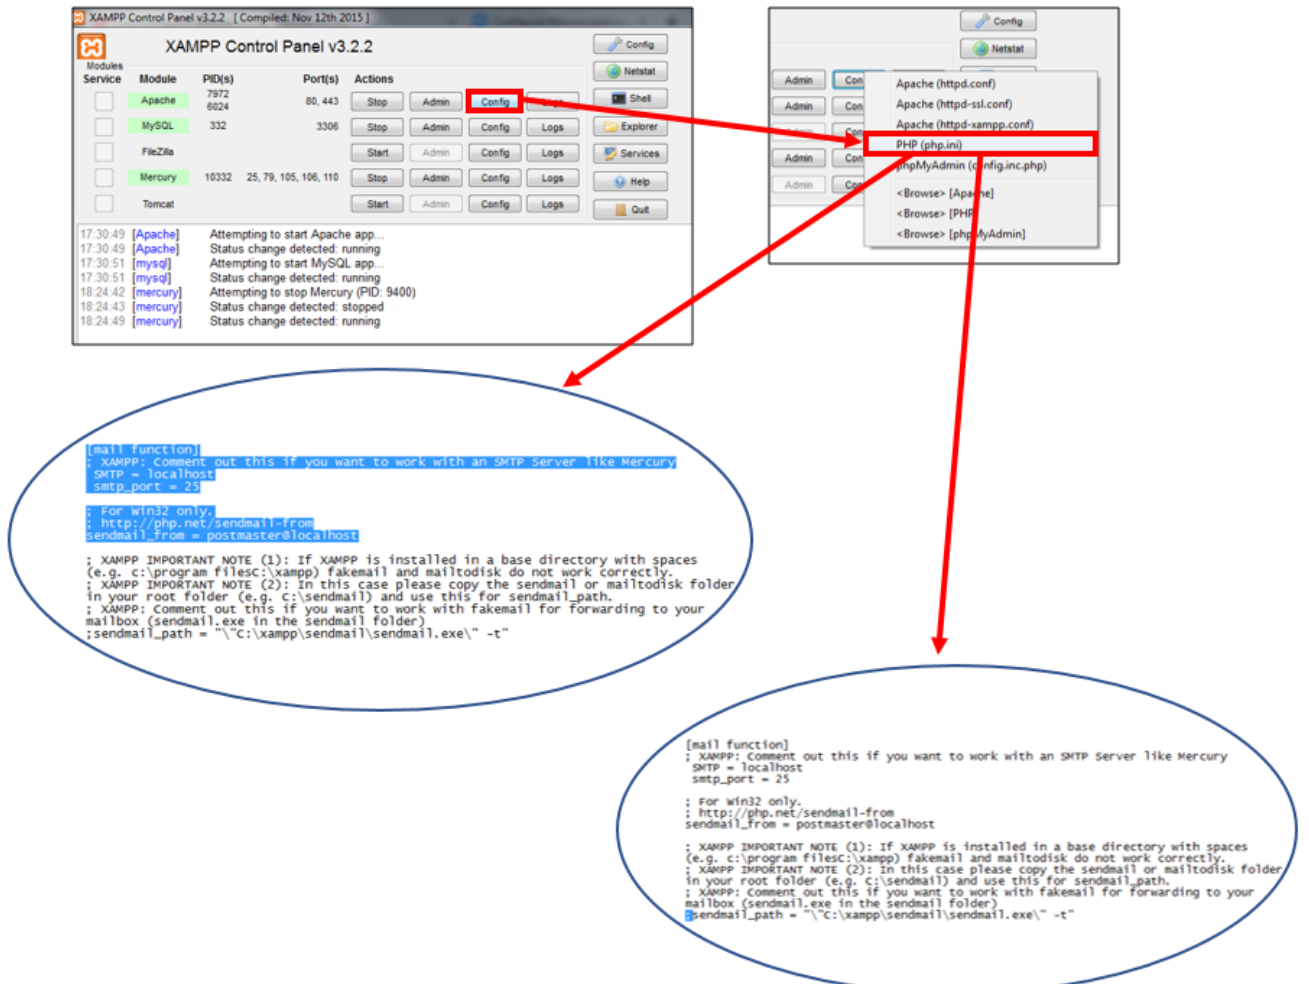 XAMPP Control Panel v3.2.2 [ Compiled: Nov 12th 2015 ]
XAMPP Control Panel v3.2.2
Config
Modules
Service Module PID(s) Port(s) Actions
Netstat
Apache 7972 6024 80, 443 Stop Admin Config
Shell
MySQL 332 3306 Stop Admin Config Logs
Explorer
FileZilla Start Admin Config Logs
Services
Mercury 10332 25, 79, 105, 106, 110 Stop Admin Config Logs
Help
Tomcat Start Admin Config Logs
Quit
17:30:49 [Apache] Attempting to start Apache app...
17:30:49 [Apache] Status change detected: running
17:30:51 [mysql] Attempting to start MySQL app...
17:30:51 [mysql] Status change detected: running
18:24:42 [mercury] Attempting to stop Mercury (PID: 9400)
18:24:43 [mercury] Status change detected: stopped
18:24:49 [mercury] Status change detected: running
Config
Netstat
Admin Con
Admin Con
Admin Con
Admin
Con
Apache (httpd.conf)
Apache (httpd-ssl.conf)
Apache (httpd-xampp.conf)
PHP (php.ini)
phpMyAdmin (config.inc.php)
<Browse> [Apache]
<Browse> [PHP]
<Browse> [phpMyAdmin]
[mail function]
; XAMPP: Comment out this if you want to work with an SMTP Server like Mercury
SMTP = localhost
smtp_port = 25
; For Win32 only.
; http://php.net/sendmail-from
sendmail_from = postmaster@localhost
; XAMPP IMPORTANT NOTE (1): If XAMPP is installed in a base directory with spaces
(e.g. c:\program filesC:\xampp) fakemail and mailtodisk do not work correctly.
; XAMPP IMPORTANT NOTE (2): In this case please copy the sendmail or mailtodisk folder
in your root folder (e.g. C:\sendmail) and use this for sendmail_path.
; XAMPP: Comment out this if you want to work with fakemail for forwarding to your
mailbox (sendmail.exe in the sendmail folder)
;sendmail_path = "\"C:\xampp\sendmail\sendmail.exe\" -t"
[mail function]
; XAMPP: Comment out this if you want to work with an SMTP Server like Mercury
SMTP = localhost
smtp_port = 25
; For Win32 only.
; http://php.net/sendmail-from
sendmail_from = postmaster@localhost
; XAMPP IMPORTANT NOTE (1): If XAMPP is installed in a base directory with spaces
(e.g. c:\program filesC:\xampp) fakemail and mailtodisk do not work correctly.
; XAMPP IMPORTANT NOTE (2): In this case please copy the sendmail or mailtodisk folder
in your root folder (e.g. C:\sendmail) and use this for sendmail_path.
; XAMPP: Comment out this if you want to work with fakemail for forwarding to your
mailbox (sendmail.exe in the sendmail folder)
;sendmail_path = "\"C:\xampp\sendmail\sendmail.exe\" -t"